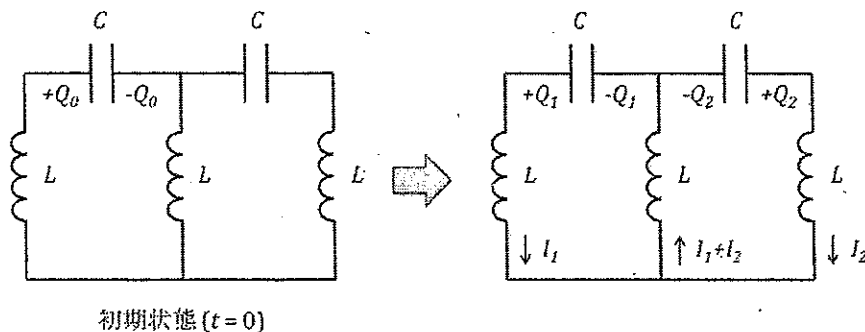 C C C C
+Q₀ -Q₀ +Q₁ -Q₁ -Q₂ +Q₂
L L L L L L
↓ I₁ ↑ I₁+I₂ ↓ I₂
初期状態 (t = 0)